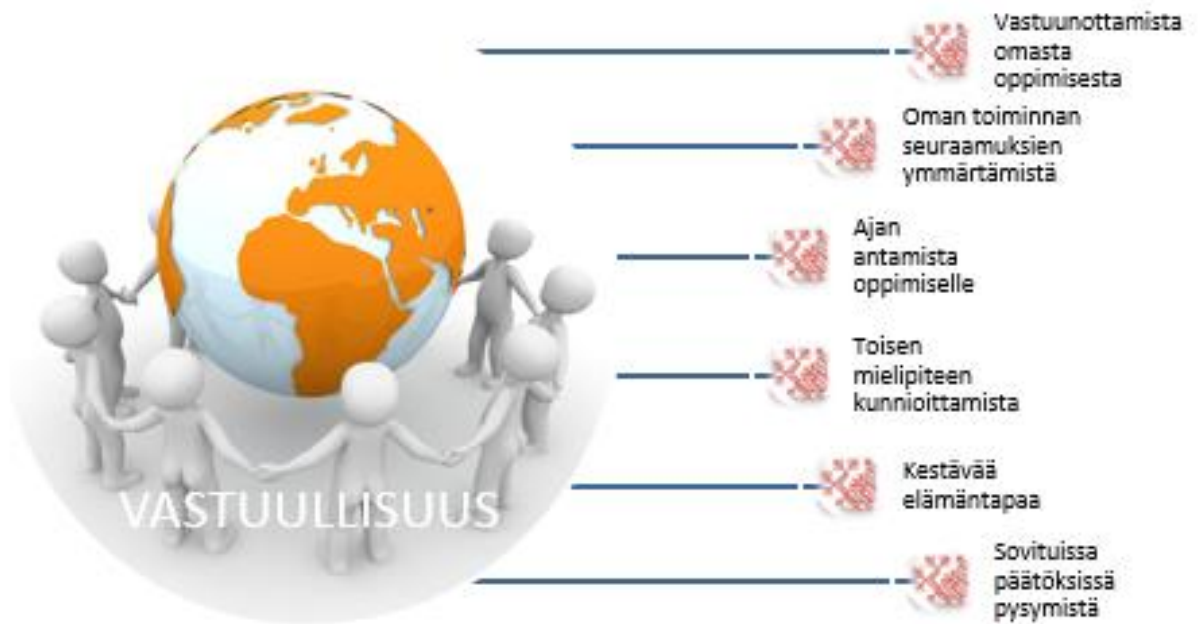 Vastuunottamista
omasta
oppimisesta
Oman toiminnan
seuraamuksien
ymmärtämistä
Ajan
antamista
oppimiselle
Toisen
mielipiteen
kunnioittamista
Kestävää
elämäntapaa
Sovituissa
päätöksissä
pysymistä
VASTUULLISUUS